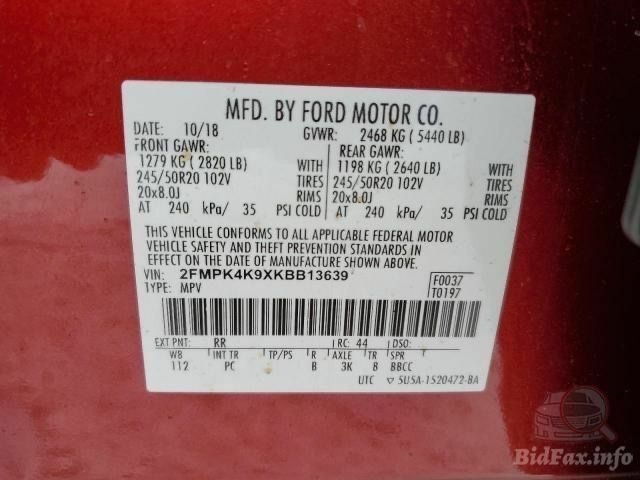 MFD. BY FORD MOTOR CO.
DATE: 10/18 GVWR: 2468 KG ( 5440 LB)
FRONT GAWR: REAR GAWR:
1279 KG ( 2820 LB) WITH 1198 KG ( 2640 LB) WITH
245/50R20 102V TIRES 245/50R20 102V TIRES
20x8.0J RIMS 20x8.0J RIMS
AT 240 kPa/ 35 PSI COLD AT 240 kPa/ 35 PSI COLD
THIS VEHICLE CONFORMS TO ALL APPLICABLE FEDERAL MOTOR
VEHICLE SAFETY AND THEFT PREVENTION STANDARDS IN
EFFECT ON THE DATE OF MANUFACTURE SHOWN ABOVE.
VIN: 2FMPK4K9XKBB13639 F0037
TYPE: MPV T0197
EXT PNT: RR RC: 44 DSO:
WB INT TR TP/PS R AXLE TR SPR
112 PC B 3K B BBCC
UTC ▽ 5U5A-1520472-BA
BidFax.info